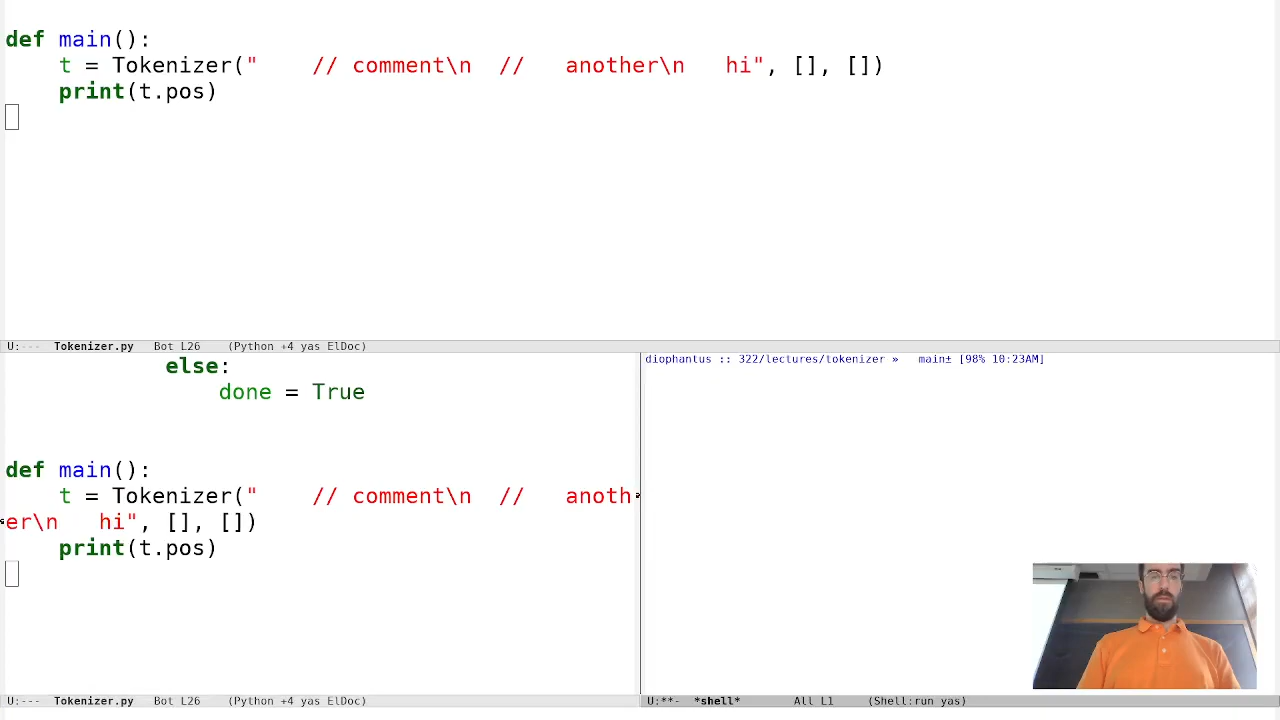 def main():
    t = Tokenizer("    // comment\n  //   another\n   hi", [], [])
    print(t.pos)
U:---  Tokenizer.py   Bot L26    (Python +4 yas ElDoc)
            else:
                done = True
def main():
    t = Tokenizer("    // comment\n  //   anoth
er\n   hi", [], [])
    print(t.pos)
U:---  Tokenizer.py   Bot L26    (Python +4 yas ElDoc)
diophantus :: 322/lectures/tokenizer »   main± [98% 10:23AM]
U:**-  *shell*        All L1     (Shell:run yas)